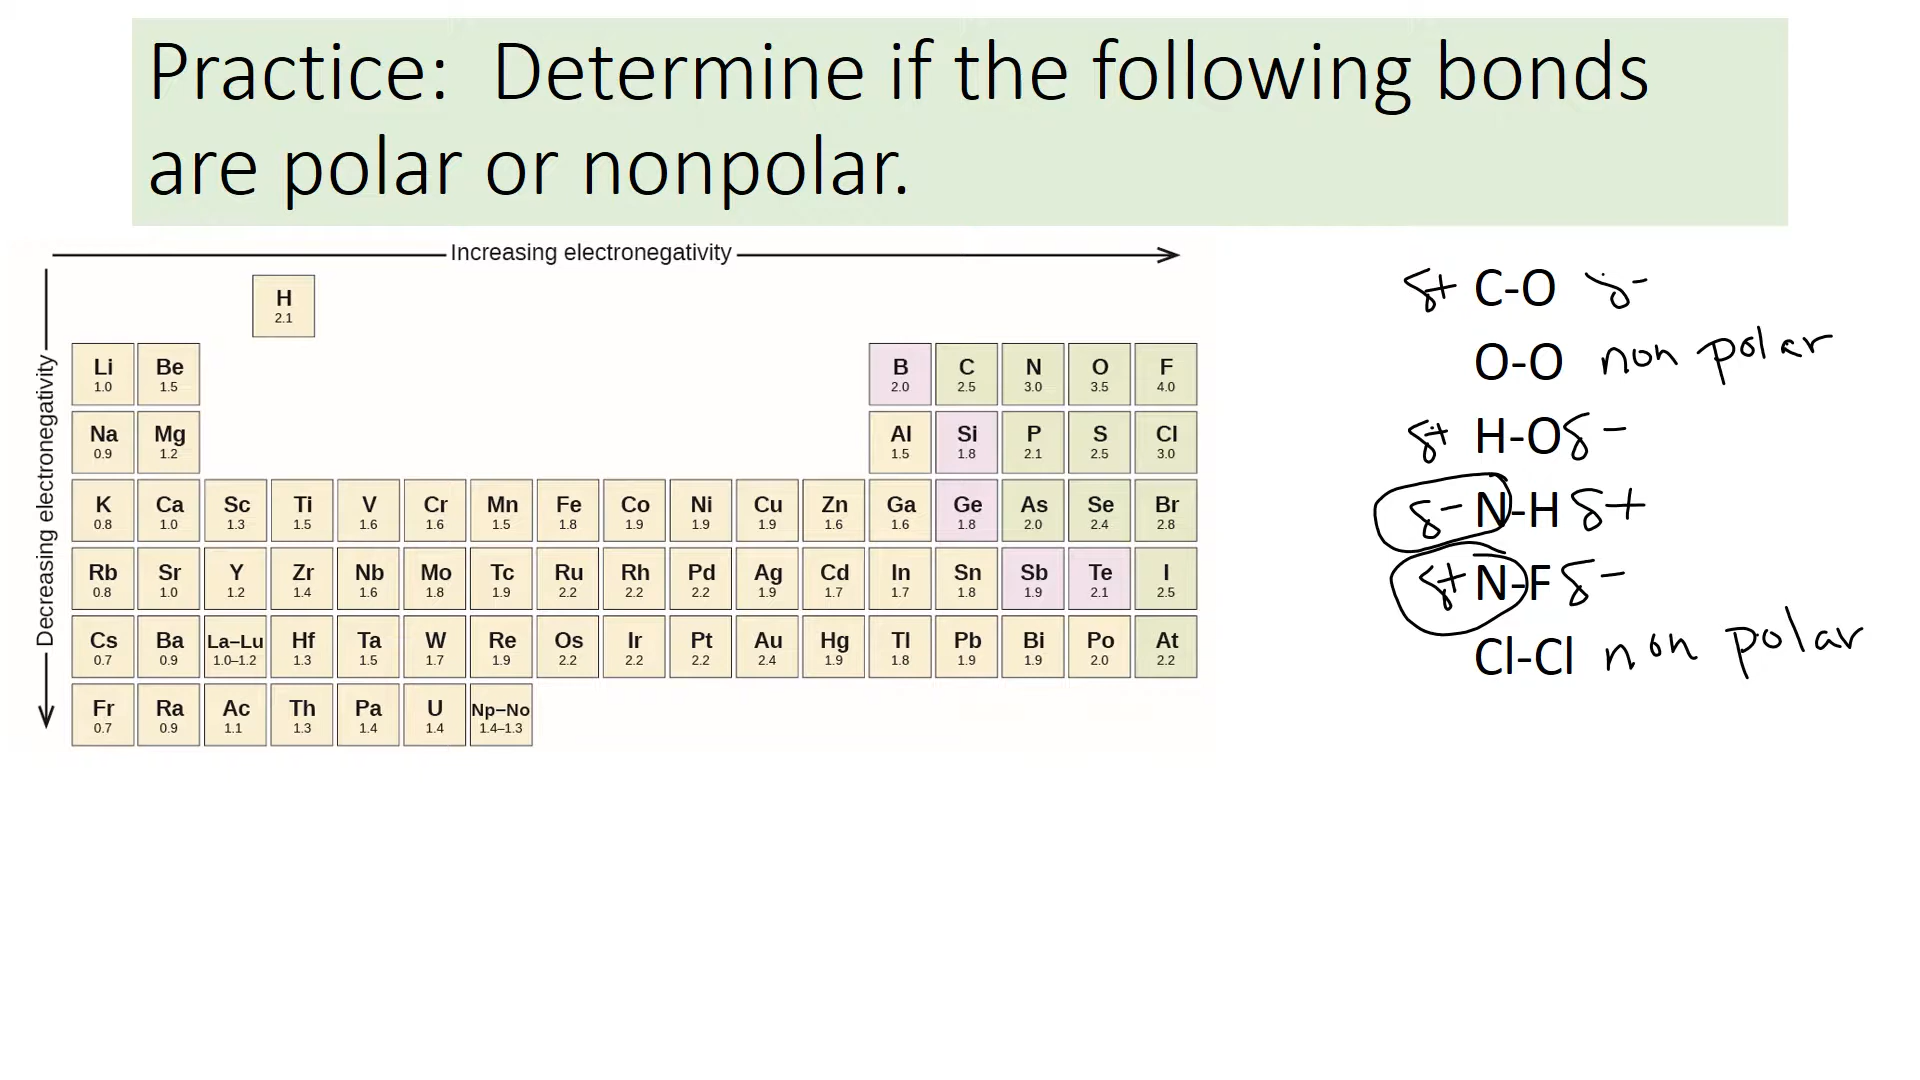 Practice:  Determine if the following bonds
are polar or nonpolar.
Increasing electronegativity
Decreasing electronegativity
H
2.1
Li Be B C N O F
1.0 1.5 2.0 2.5 3.0 3.5 4.0
Na Mg Al Si P S Cl
0.9 1.2 1.5 1.8 2.1 2.5 3.0
K Ca Sc Ti V Cr Mn Fe Co Ni Cu Zn Ga Ge As Se Br
0.8 1.0 1.3 1.5 1.6 1.6 1.5 1.8 1.9 1.9 1.9 1.6 1.6 1.8 2.0 2.4 2.8
Rb Sr Y Zr Nb Mo Tc Ru Rh Pd Ag Cd In Sn Sb Te I
0.8 1.0 1.2 1.4 1.6 1.8 1.9 2.2 2.2 2.2 1.9 1.7 1.7 1.8 1.9 2.1 2.5
Cs Ba La–Lu Hf Ta W Re Os Ir Pt Au Hg Tl Pb Bi Po At
0.7 0.9 1.0–1.2 1.3 1.5 1.7 1.9 2.2 2.2 2.2 2.4 1.9 1.8 1.9 1.9 2.0 2.2
Fr Ra Ac Th Pa U Np–No
0.7 0.9 1.1 1.3 1.4 1.4 1.4–1.3
δ+ C-O δ-
O-O non polar
δ+ H-O δ-
δ- N-H δ+
δ+ N-F δ-
Cl-Cl non polar